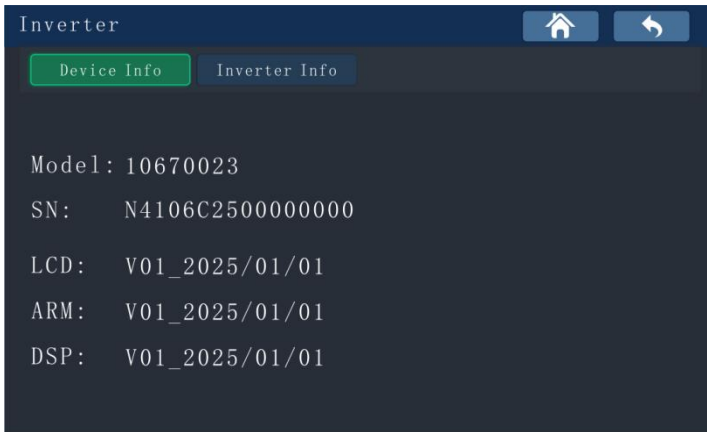 Inverter
Device Info Inverter Info
Model: 10670023
SN: N4106C2500000000
LCD: V01_2025/01/01
ARM: V01_2025/01/01
DSP: V01_2025/01/01